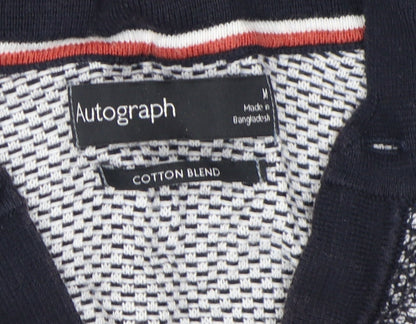 Autograph
M
Made in
Bangladesh
COTTON BLEND